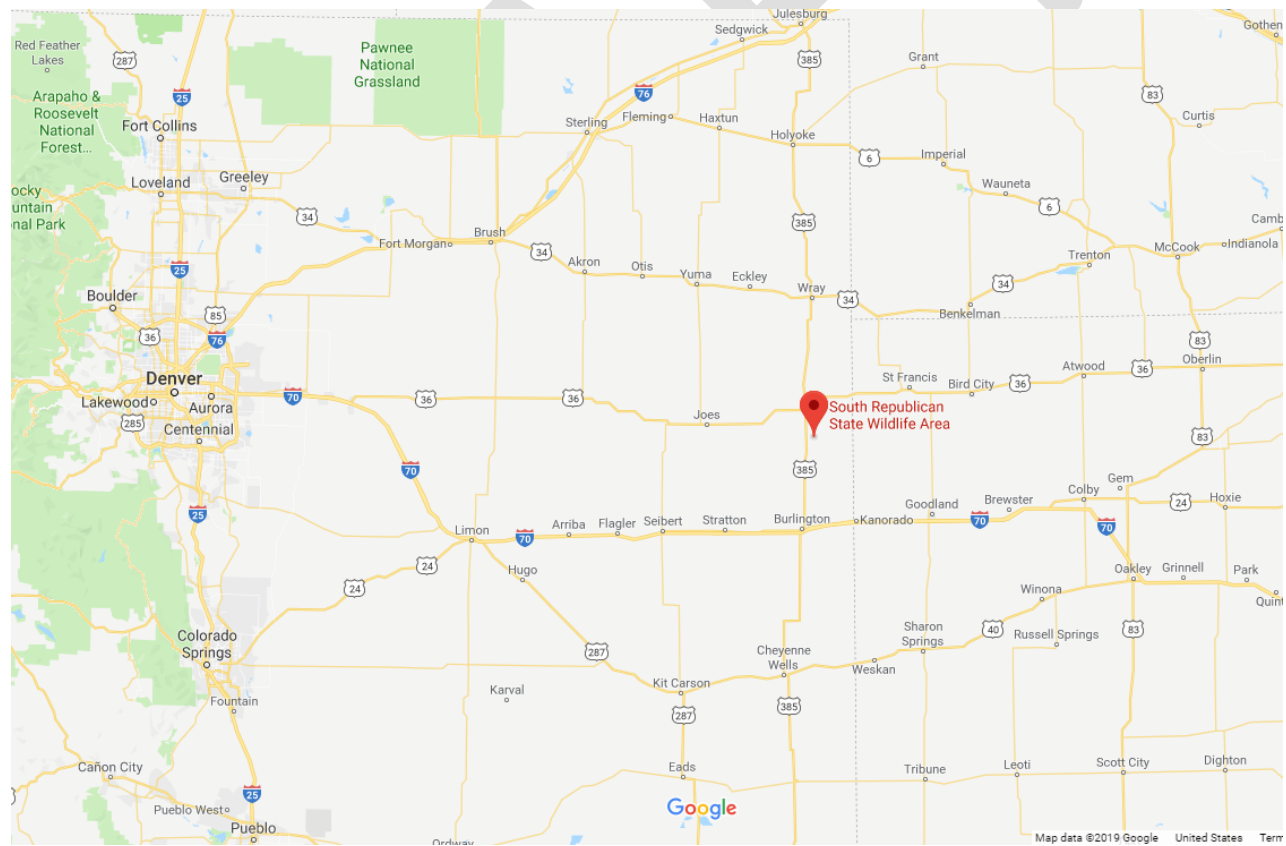 Julesburg
Sedgwick
Gothen
Red Feather
Lakes
287
Pawnee
National
Grassland
385
Grant
25
76
83
Arapaho &
Roosevelt
National
Forest...
Fort Collins
Sterling
Fleming
Haxtun
Holyoke
Curtis
6
Imperial
Loveland
Greeley
ocky
untain
nal Park
34
Wauneta
6
385
Camb
Fort Morgan
Brush
34
McCook
Indianola
25
Akron
Otis
Yuma
Eckley
Wray
34
Trenton
34
Benkelman
Boulder
85
36
76
83
Denver
Lakewood
Aurora
285
Centennial
70
36
36
Joes
South Republican
State Wildlife Area
St Francis
Bird City
36
Atwood
36
Oberlin
83
70
385
25
Limon
70
Arriba
Flagler
Seibert
Stratton
Burlington
Kanorado
Goodland
70
Brewster
Colby
Gem
24
Hoxie
70
24
24
Hugo
Oakley
Grinnell
Park
Quint
Winona
Colorado
Springs
287
Cheyenne
Wells
Weskan
Sharon
Springs
40
Russell Springs
83
Fountain
Karval
Kit Carson
287
385
Cañon City
25
Pueblo West
Pueblo
Eads
Tribune
Leoti
Scott City
Dighton
Google
Ordway
Map data ©2019 Google
United States
Term